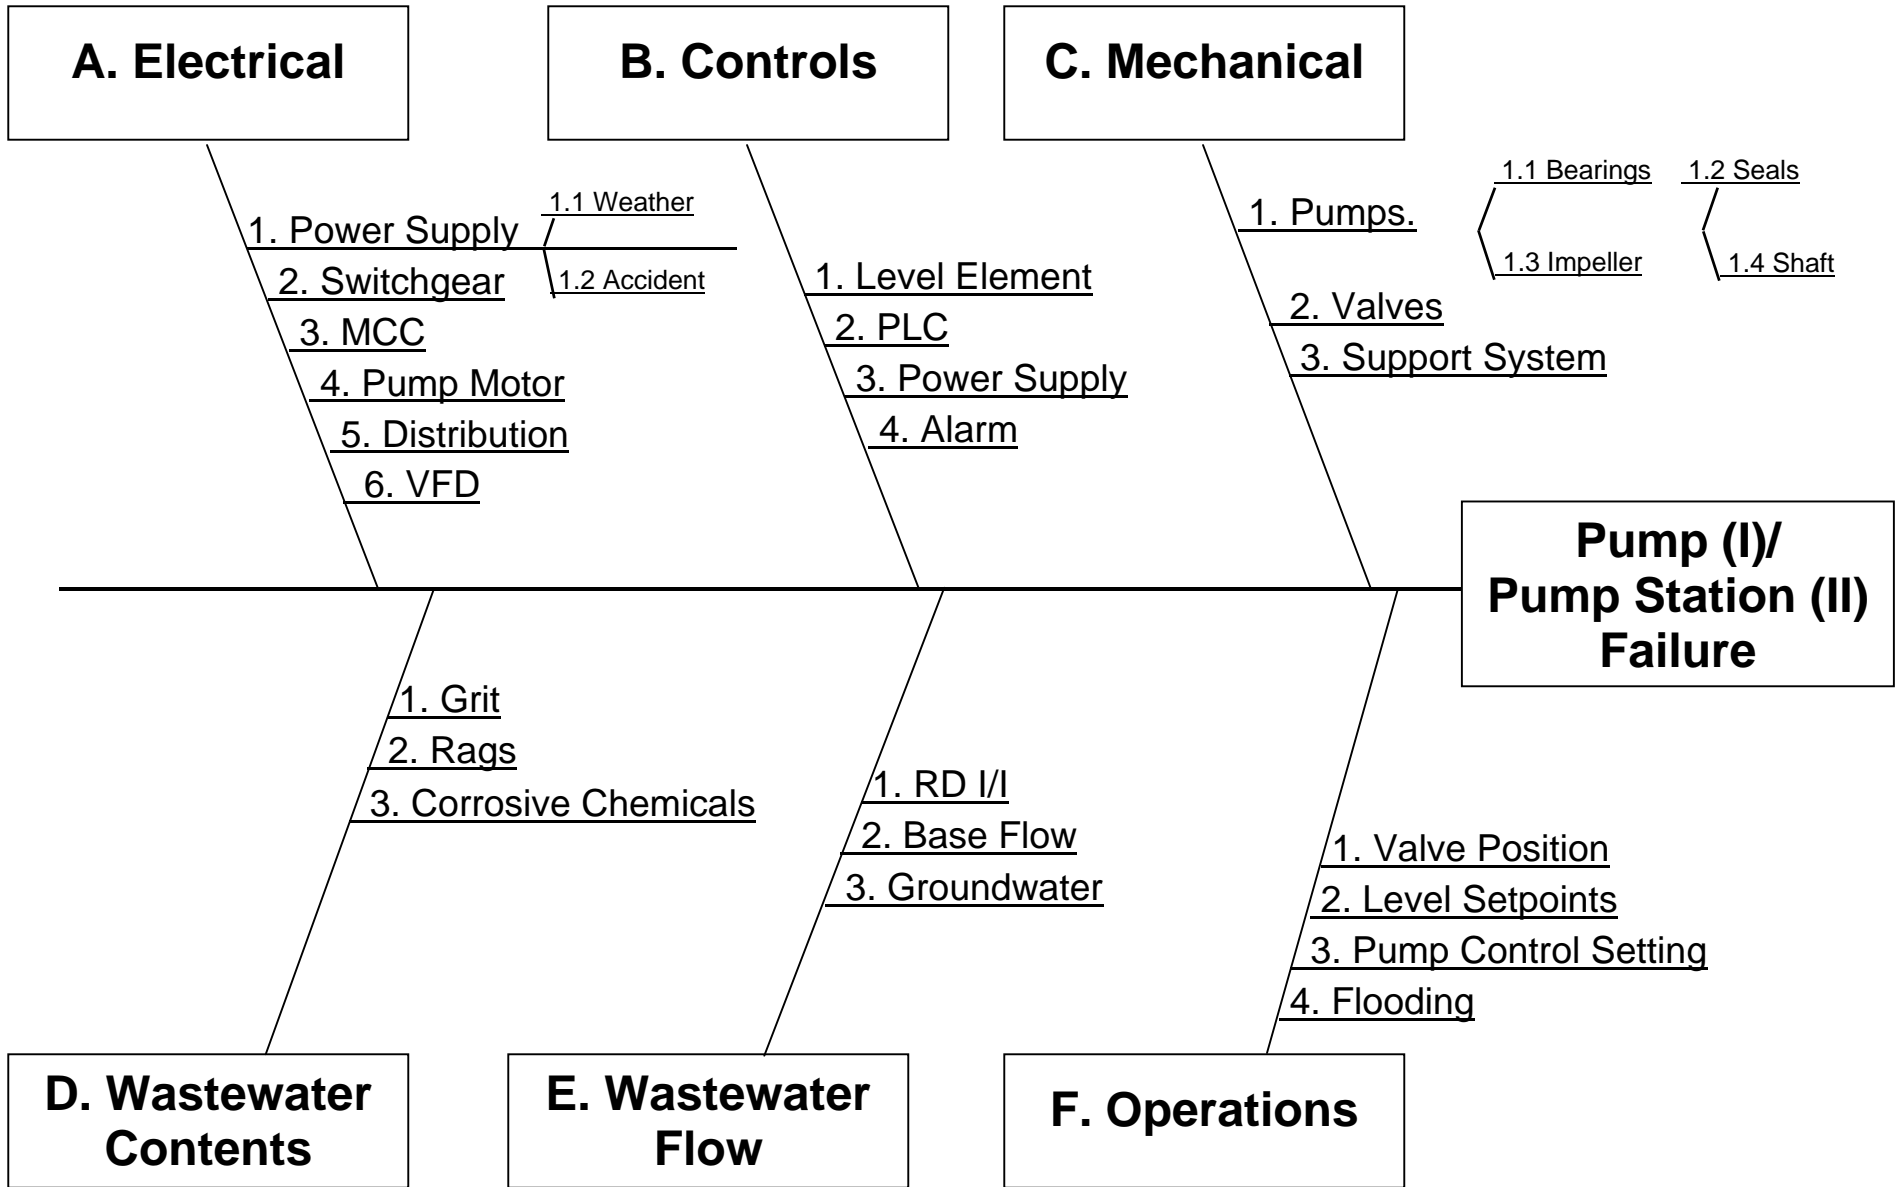 A. Electrical
B. Controls
C. Mechanical
1. Power Supply
1.1 Weather
1.2 Accident
2. Switchgear
3. MCC
4. Pump Motor
5. Distribution
6. VFD
1. Level Element
2. PLC
3. Power Supply
4. Alarm
1. Pumps.
1.1 Bearings
1.2 Seals
1.3 Impeller
1.4 Shaft
2. Valves
3. Support System
Pump (I)/
Pump Station (II)
Failure
1. Grit
2. Rags
3. Corrosive Chemicals
1. RD I/I
2. Base Flow
3. Groundwater
1. Valve Position
2. Level Setpoints
3. Pump Control Setting
4. Flooding
D. Wastewater
Contents
E. Wastewater
Flow
F. Operations